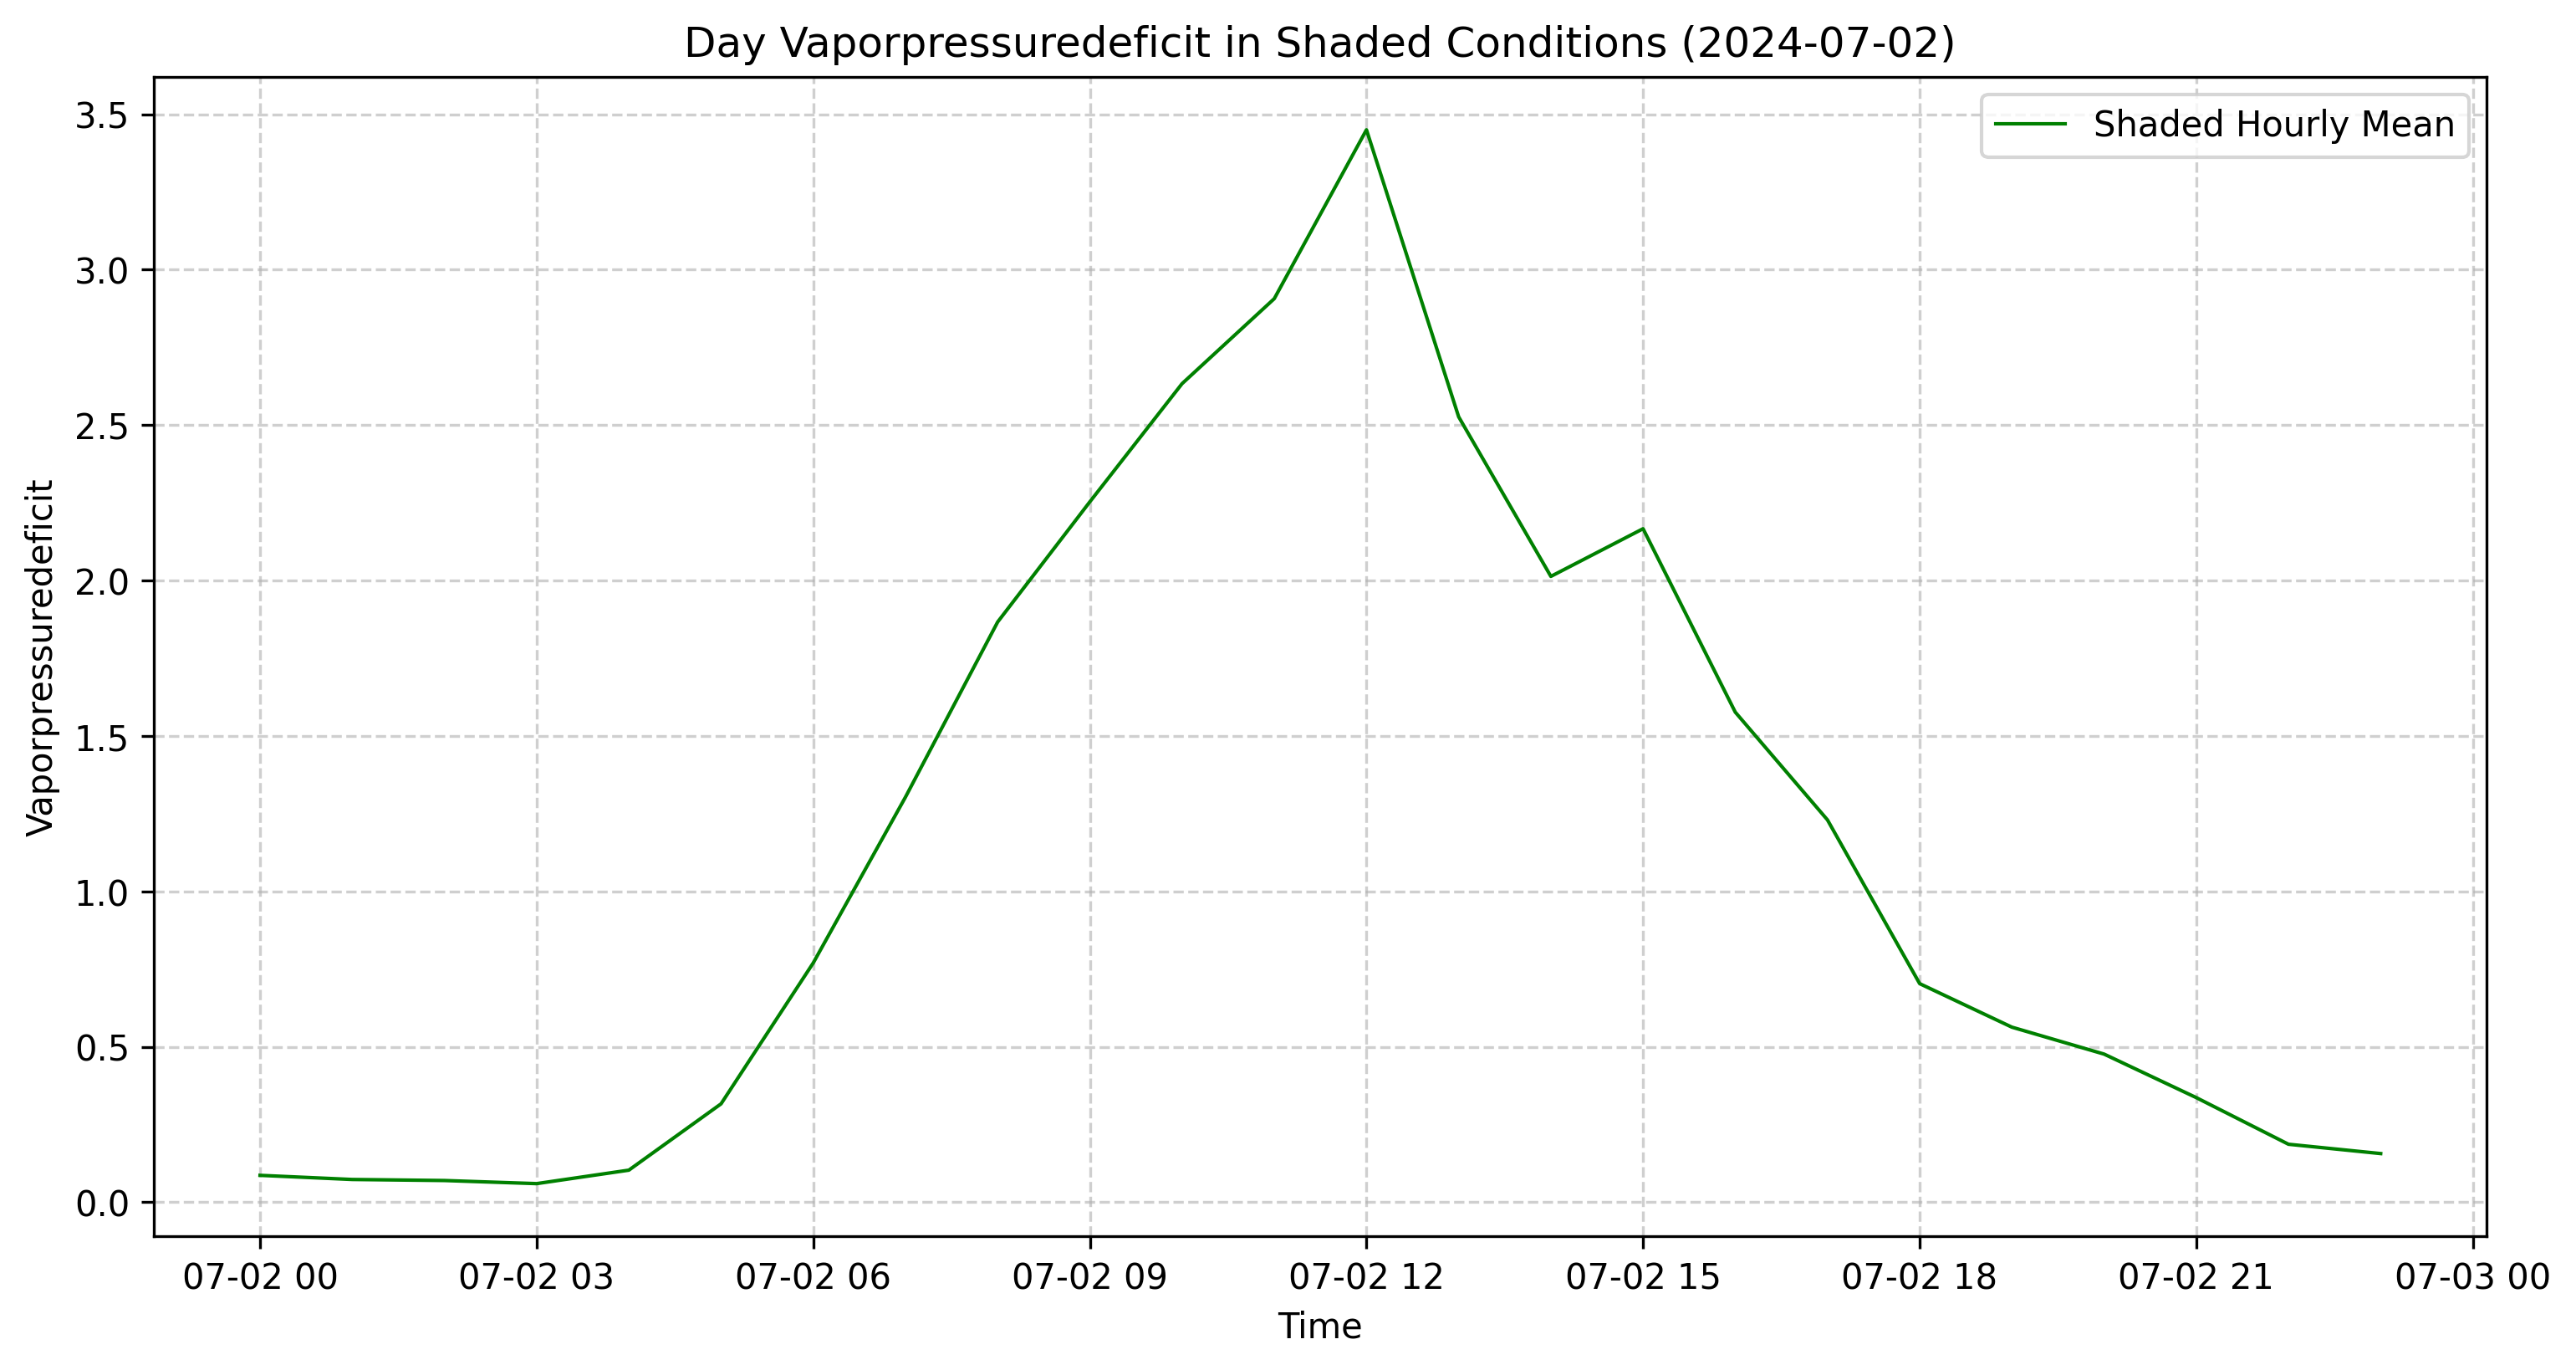 Day Vaporpressuredeficit in Shaded Conditions (2024-07-02)
Shaded Hourly Mean
3.5
3.0
2.5
2.0
1.5
1.0
0.5
0.0
Vaporpressuredeficit
07-02 00 07-02 03 07-02 06 07-02 09 07-02 12 07-02 15 07-02 18 07-02 21 07-03 00
Time